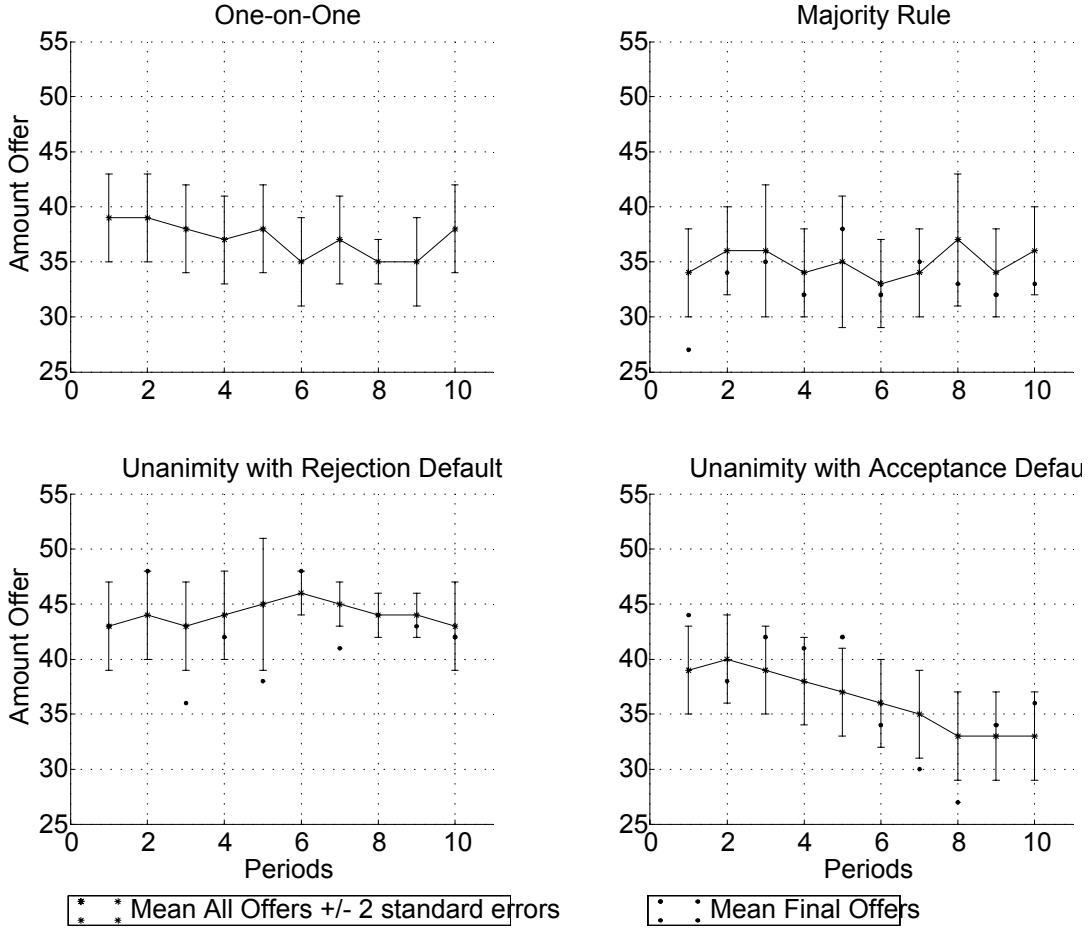 One-on-One
55
50
45
40
35
30
25
Amount Offer
0 2 4 6 8 10
Majority Rule
55
50
45
40
35
30
25
0 2 4 6 8 10
Unanimity with Rejection Default
55
50
45
40
35
30
25
Amount Offer
0 2 4 6 8 10
Periods
Unanimity with Acceptance Defau
55
50
45
40
35
30
25
0 2 4 6 8 10
Periods
Mean All Offers +/- 2 standard errors
Mean Final Offers